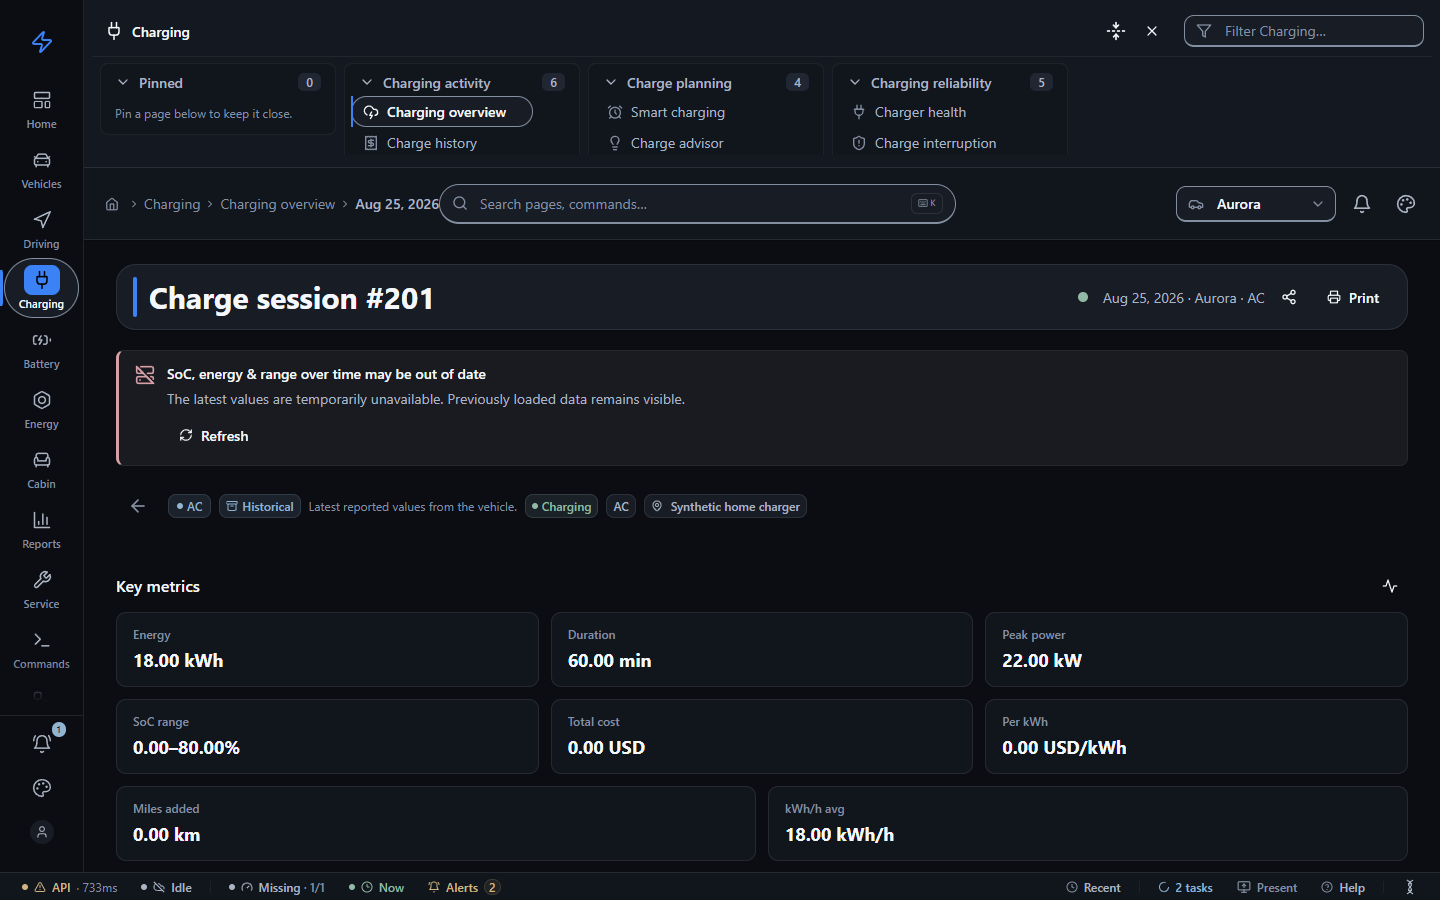 Charging
Filter Charging...
Pinned 0
Pin a page below to keep it close.
Charging activity 6
Charging overview
Charge history
Charge planning 4
Smart charging
Charge advisor
Charging reliability 5
Charger health
Charge interruption
Home
Vehicles
Driving
Charging
Battery
Energy
Cabin
Reports
Service
Commands
1
Charging > Charging overview > Aug 25, 2026
Search pages, commands...
K
Aurora
Charge session #201
Aug 25, 2026 · Aurora · AC
Print
SoC, energy & range over time may be out of date
The latest values are temporarily unavailable. Previously loaded data remains visible.
Refresh
AC
Historical
Latest reported values from the vehicle.
Charging
AC
Synthetic home charger
Key metrics
Energy
18.00 kWh
Duration
60.00 min
Peak power
22.00 kW
SoC range
0.00–80.00%
Total cost
0.00 USD
Per kWh
0.00 USD/kWh
Miles added
0.00 km
kWh/h avg
18.00 kWh/h
API · 733ms
Idle
Missing · 1/1
Now
Alerts 2
Recent
2 tasks
Present
Help